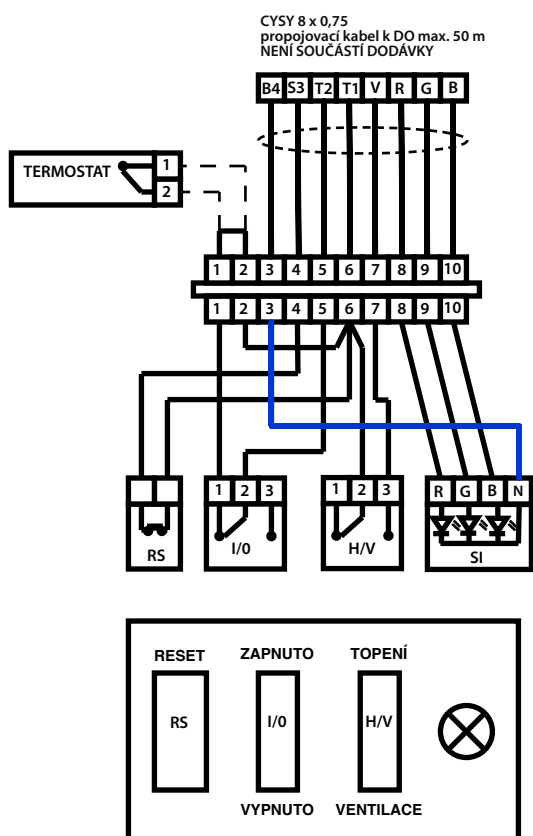 CYSY 8 x 0,75
propojovací kabel k DO max. 50 m
NENÍ SOUČÁSTÍ DODÁVKY
B4 S3 T2 T1 V R G B
TERMOSTAT
1
2
1 2 3 4 5 6 7 8 9 10
1 2 3 4 5 6 7 8 9 10
1 2 3
1 2 3
R G B N
RS
I/0
H/V
SI
RESET ZAPNUTO TOPENÍ
RS I/0 H/V
VYPNUTO VENTILACE